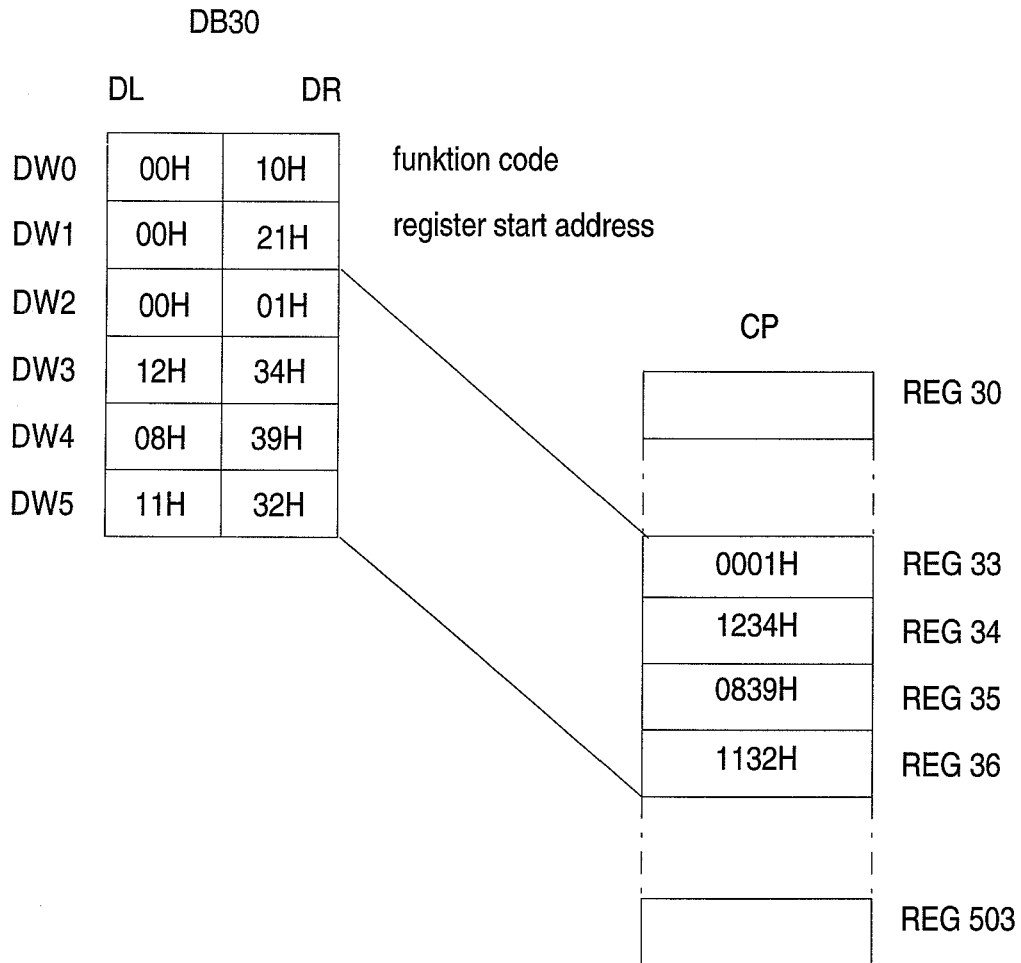 DB30
DL DR
DW0 00H 10H funktion code
DW1 00H 21H register start address
DW2 00H 01H
DW3 12H 34H
DW4 08H 39H
DW5 11H 32H
CP
REG 30
0001H REG 33
1234H REG 34
0839H REG 35
1132H REG 36
REG 503